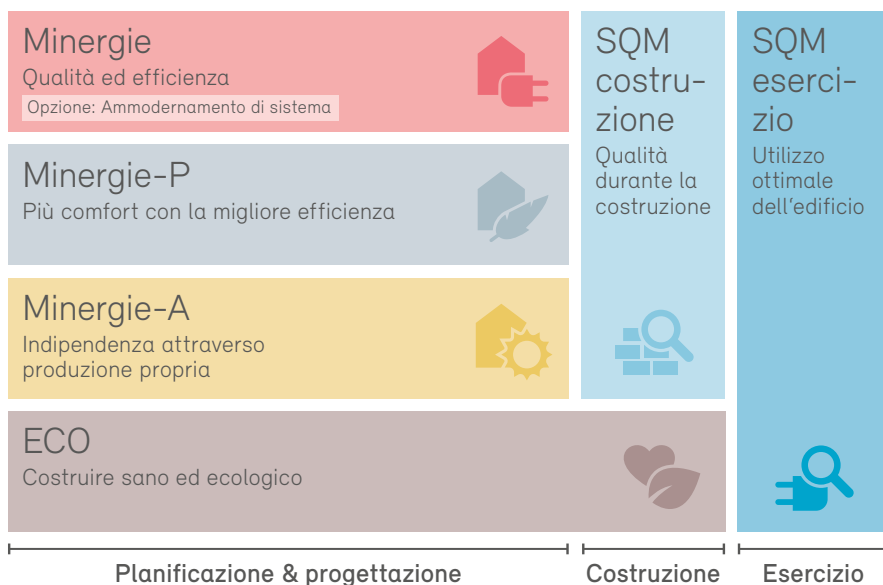 Minergie
Qualità ed efficienza
Opzione: Ammodernamento di sistema
Minergie-P
Più comfort con la migliore efficienza
Minergie-A
Indipendenza attraverso
produzione propria
ECO
Costruire sano ed ecologico
SQM
costru-
zione
Qualità
durante la
costruzione
SQM
eserci-
zio
Utilizzo
ottimale
dell'edificio
Planificazione & progettazione
Costruzione
Esercizio